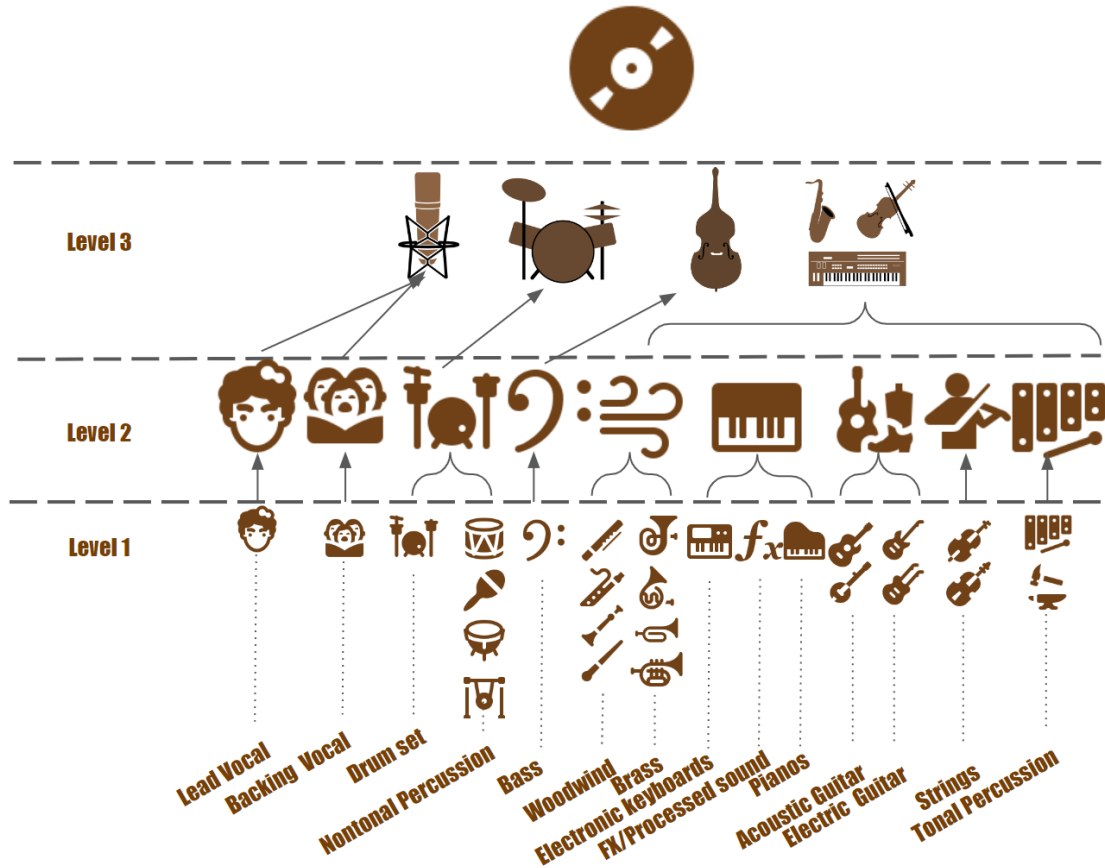 Level 3
Level 2
Level 1
fx
Lead Vocal
Backing Vocal
Drum set
Nontonal Percussion
Bass
Woodwind
Brass
Electronic keyboards
FX/Processed sound
Pianos
Acoustic Guitar
Electric Guitar
Strings
Tonal Percussion